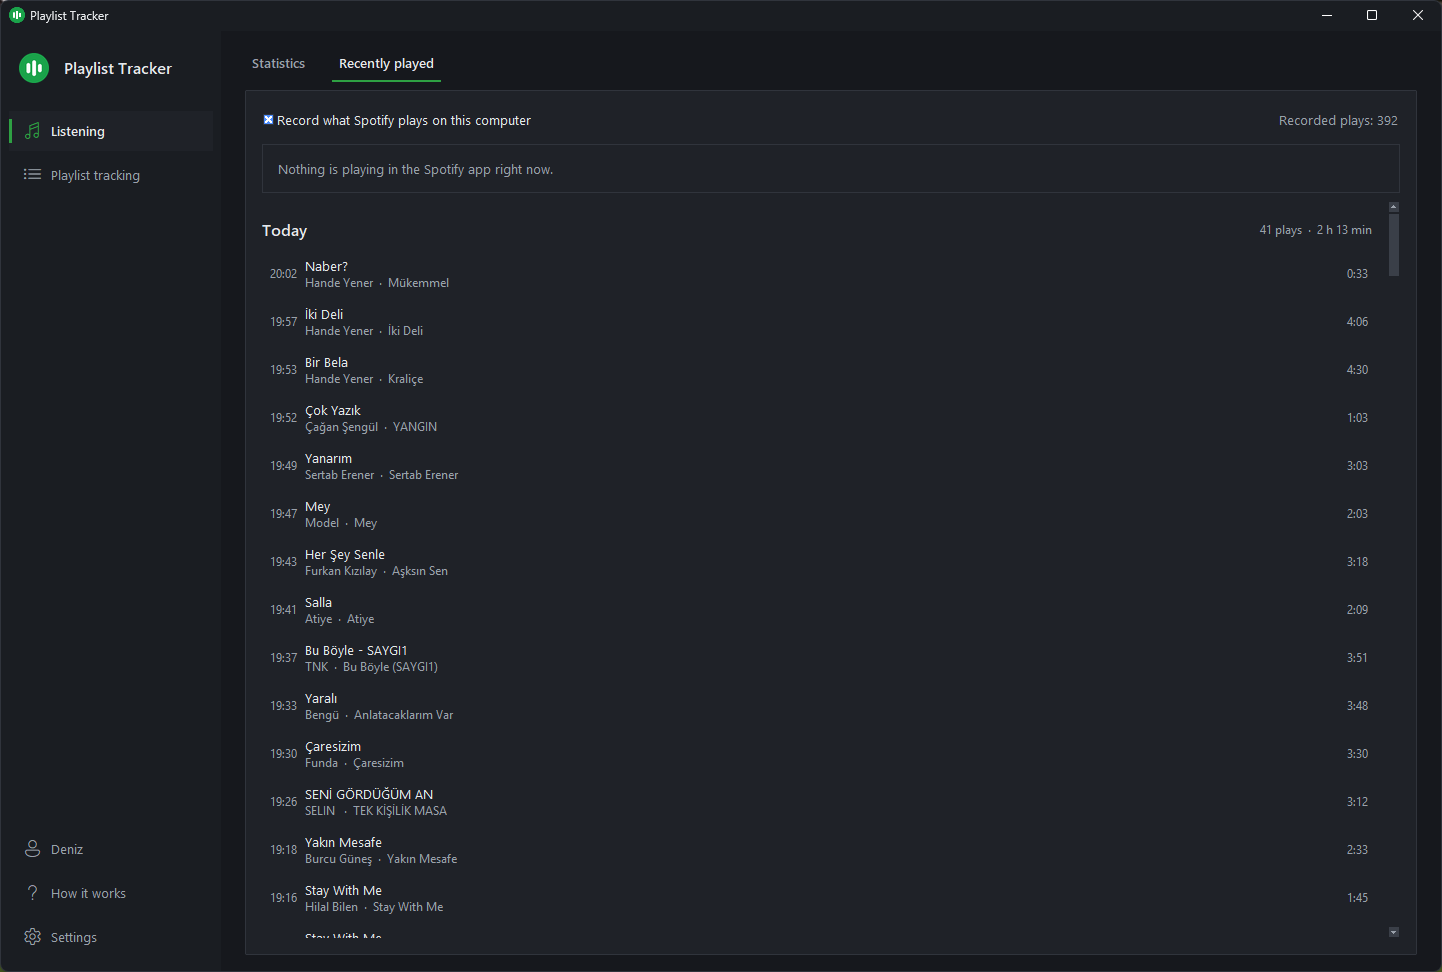 Playlist Tracker
Playlist Tracker
Listening
Playlist tracking
Deniz
How it works
Settings
Statistics
Recently played
Record what Spotify plays on this computer
Recorded plays: 392
Nothing is playing in the Spotify app right now.
Today
41 plays · 2 h 13 min
20:02 Naber? 0:33
Hande Yener · Mükemmel
19:57 İki Deli 4:06
Hande Yener · İki Deli
19:53 Bir Bela 4:30
Hande Yener · Kraliçe
19:52 Çok Yazık 1:03
Çağan Şengül · YANGIN
19:49 Yanarım 3:03
Sertab Erener · Sertab Erener
19:47 Mey 2:03
Model · Mey
19:43 Her Şey Senle 3:18
Furkan Kızılay · Aşksın Sen
19:41 Salla 2:09
Atiye · Atiye
19:37 Bu Böyle - SAYGI1 3:51
TNK · Bu Böyle (SAYGI1)
19:33 Yaralı 3:48
Bengü · Anlatacaklarım Var
19:30 Çaresizim 3:30
Funda · Çaresizim
19:26 SENİ GÖRDÜĞÜM AN 3:12
SELIN · TEK KİŞİLİK MASA
19:18 Yakın Mesafe 2:33
Burcu Güneş · Yakın Mesafe
19:16 Stay With Me 1:45
Hilal Bilen · Stay With Me
Stay With Me